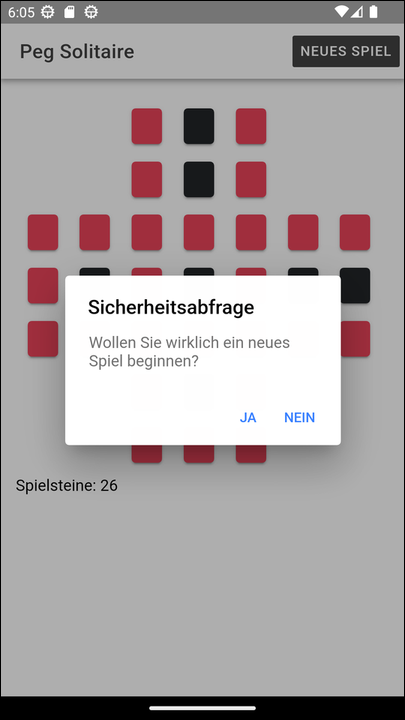 6:05
Peg Solitaire
NEUES SPIEL
Sicherheitsabfrage
Wollen Sie wirklich ein neues
Spiel beginnen?
JA NEIN
Spielsteine: 26